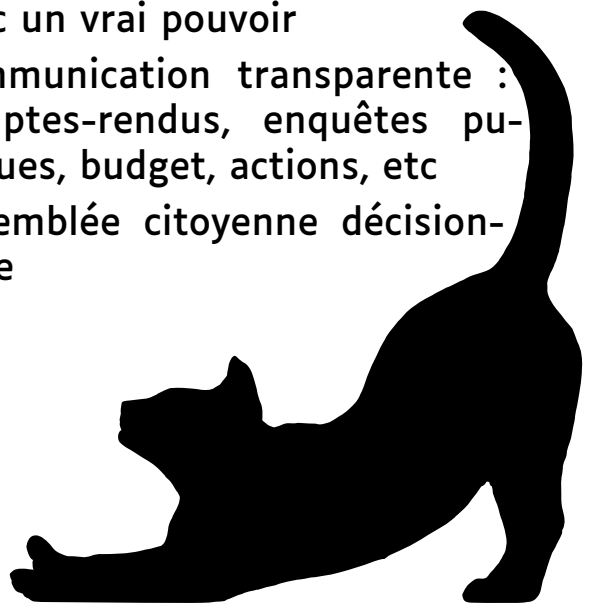 c un vrai pouvoir
mmunication transparente :
ptes-rendus, enquêtes pu-
ues, budget, actions, etc
emblée citoyenne décision-
e